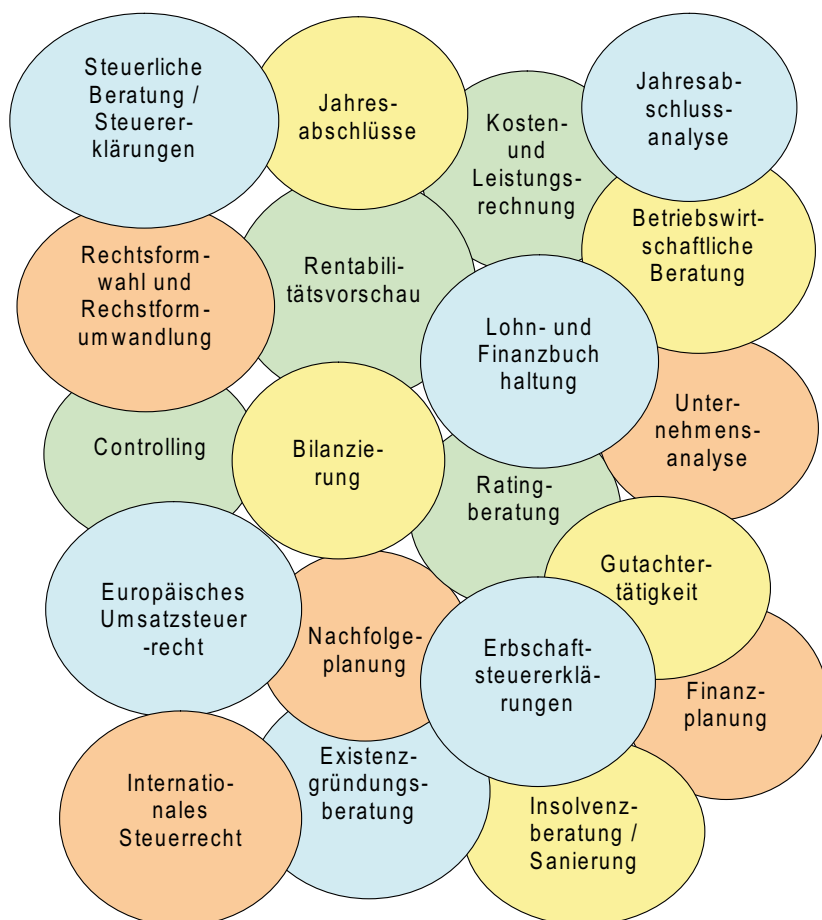 Steuerliche
Beratung /
Steuerer-
klärungen
Jahres-
abschlüsse
Kosten-
und
Leistungs-
rechnung
Jahresab-
schluss-
analyse
Rechtsform-
wahl und
Rechstform-
umwandlung
Rentabili-
tätsvorschau
Betriebswirt-
schaftliche
Beratung
Lohn- und
Finanzbuch
haltung
Controlling
Bilanzie-
rung
Unter-
nehmens-
analyse
Rating-
beratung
Europäisches
Umsatzsteuer
-recht
Nachfolge-
planung
Gutachter-
tätigkeit
Erbschaft-
steuererklä-
rungen
Finanz-
planung
Internatio-
nales
Steuerrecht
Existenz-
gründungs-
beratung
Insolvenz-
beratung /
Sanierung